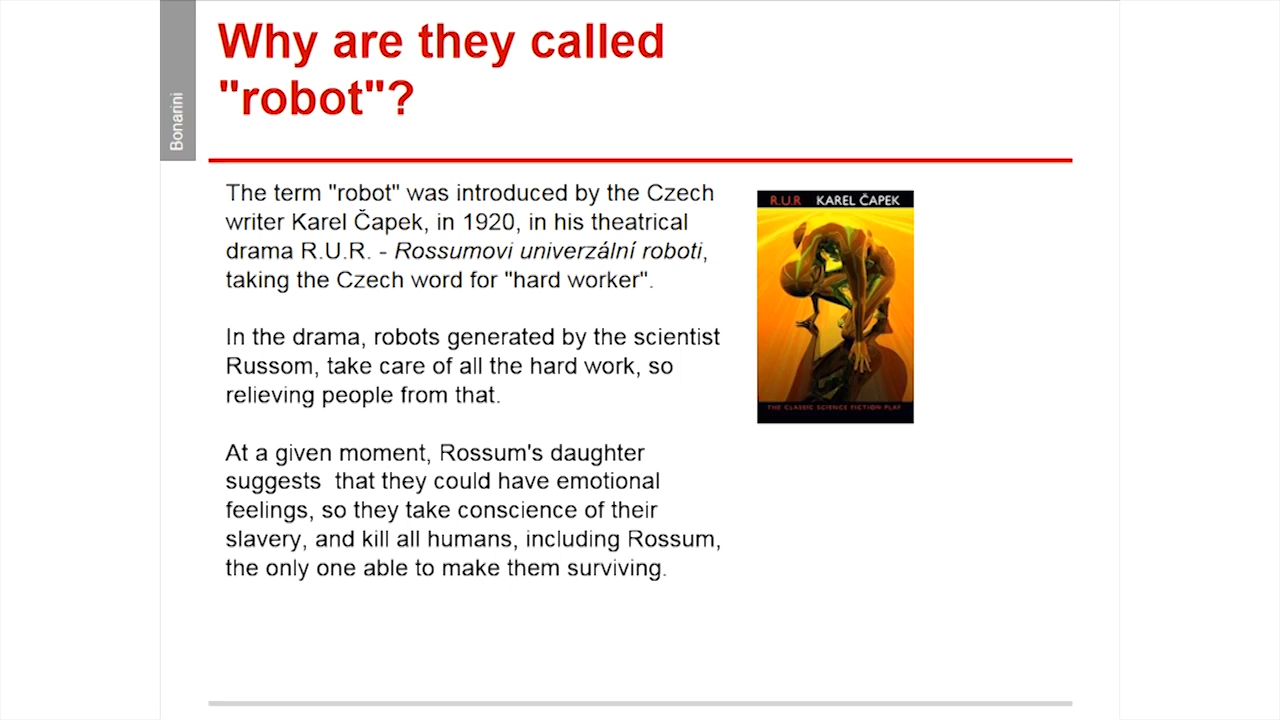 Why are they called
"robot"?
Bonarini
The term "robot" was introduced by the Czech
writer Karel Čapek, in 1920, in his theatrical
drama R.U.R. - Rossumovi univerzální roboti,
taking the Czech word for "hard worker".
In the drama, robots generated by the scientist
Russom, take care of all the hard work, so
relieving people from that.
At a given moment, Rossum's daughter
suggests  that they could have emotional
feelings, so they take conscience of their
slavery, and kill all humans, including Rossum,
the only one able to make them surviving.
R.U.R KAREL ČAPEK
THE CLASSIC SCIENCE FICTION PLAY